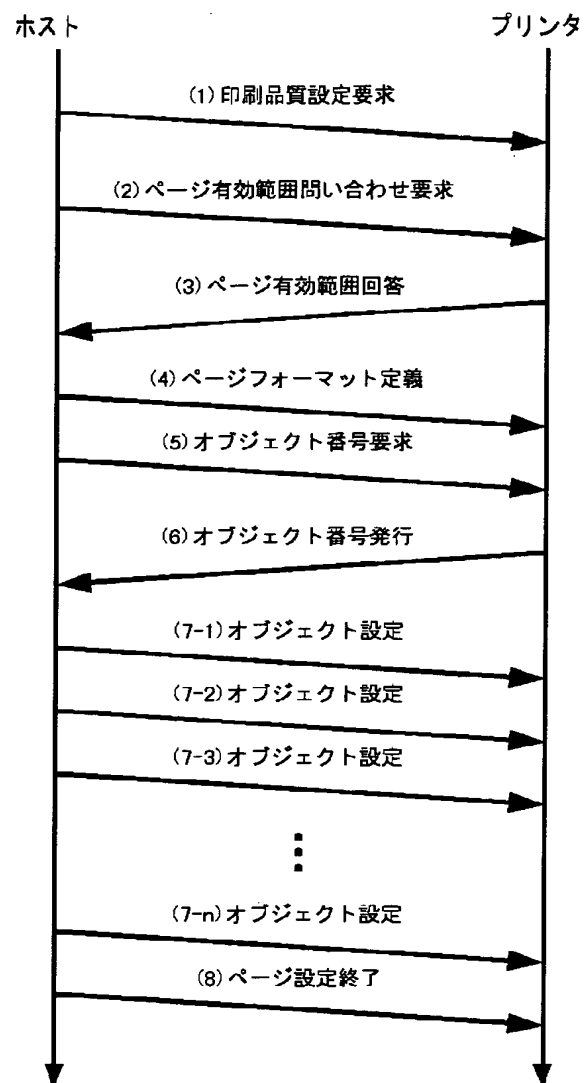 ホスト
プリンタ
(1)印刷品質設定要求
(2)ページ有効範囲問い合わせ要求
(3)ページ有効範囲回答
(4)ページフォーマット定義
(5)オブジェクト番号要求
(6)オブジェクト番号発行
(7-1)オブジェクト設定
(7-2)オブジェクト設定
(7-3)オブジェクト設定
(7-n)オブジェクト設定
(8)ページ設定終了